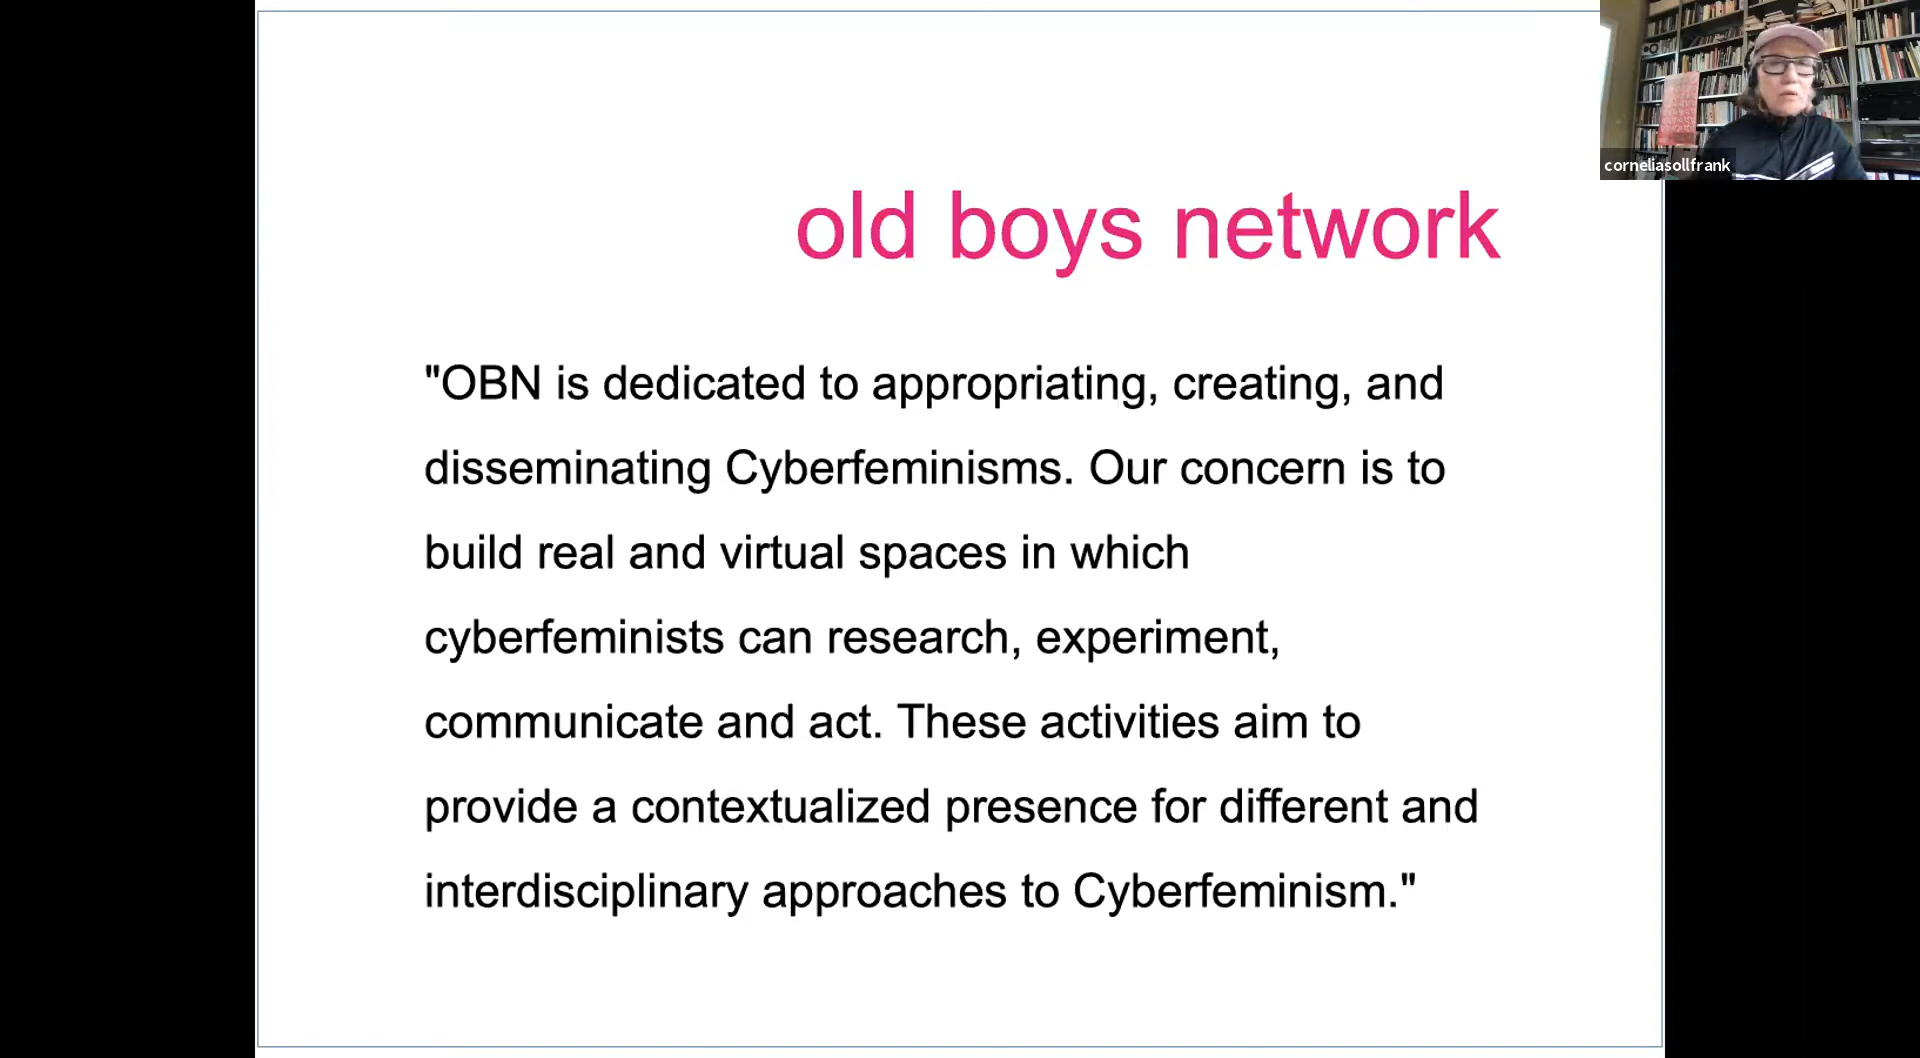 old boys network
"OBN is dedicated to appropriating, creating, and
disseminating Cyberfeminisms. Our concern is to
build real and virtual spaces in which
cyberfeminists can research, experiment,
communicate and act. These activities aim to
provide a contextualized presence for different and
interdisciplinary approaches to Cyberfeminism."
corneliasollfrank